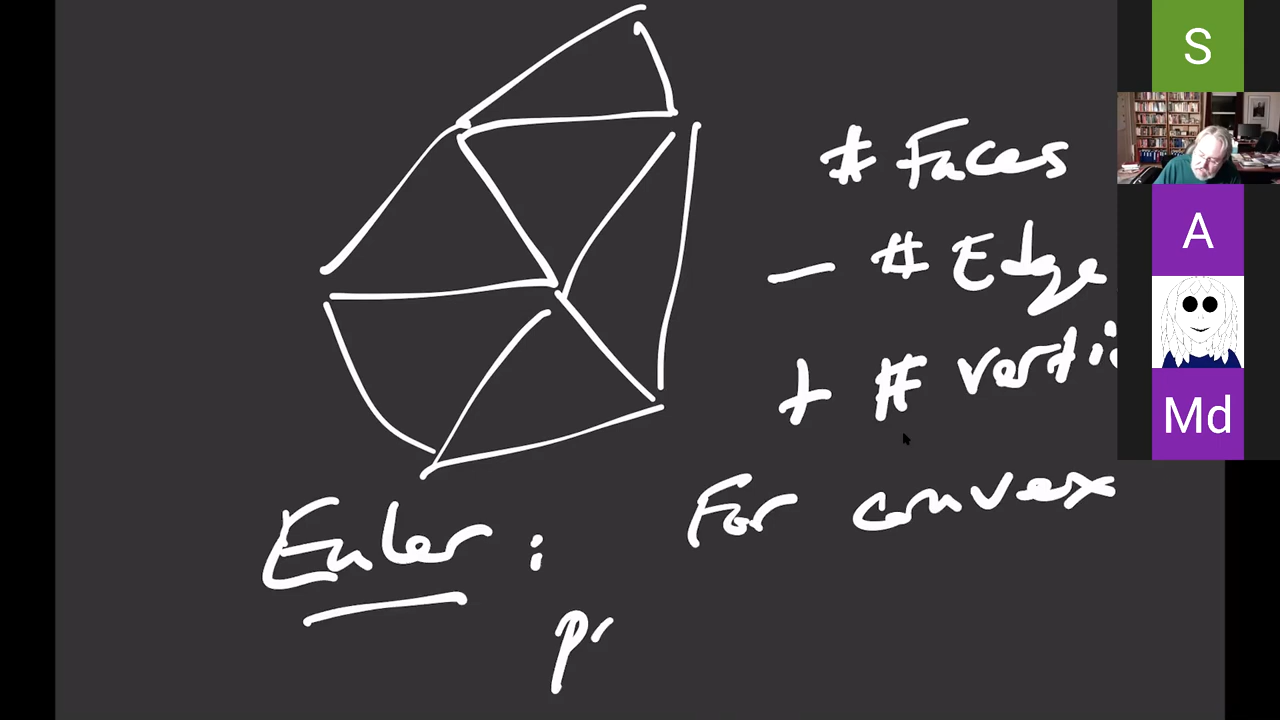 # Faces
- # Edge
+ # verti
Euler : For convex
S
A
Md